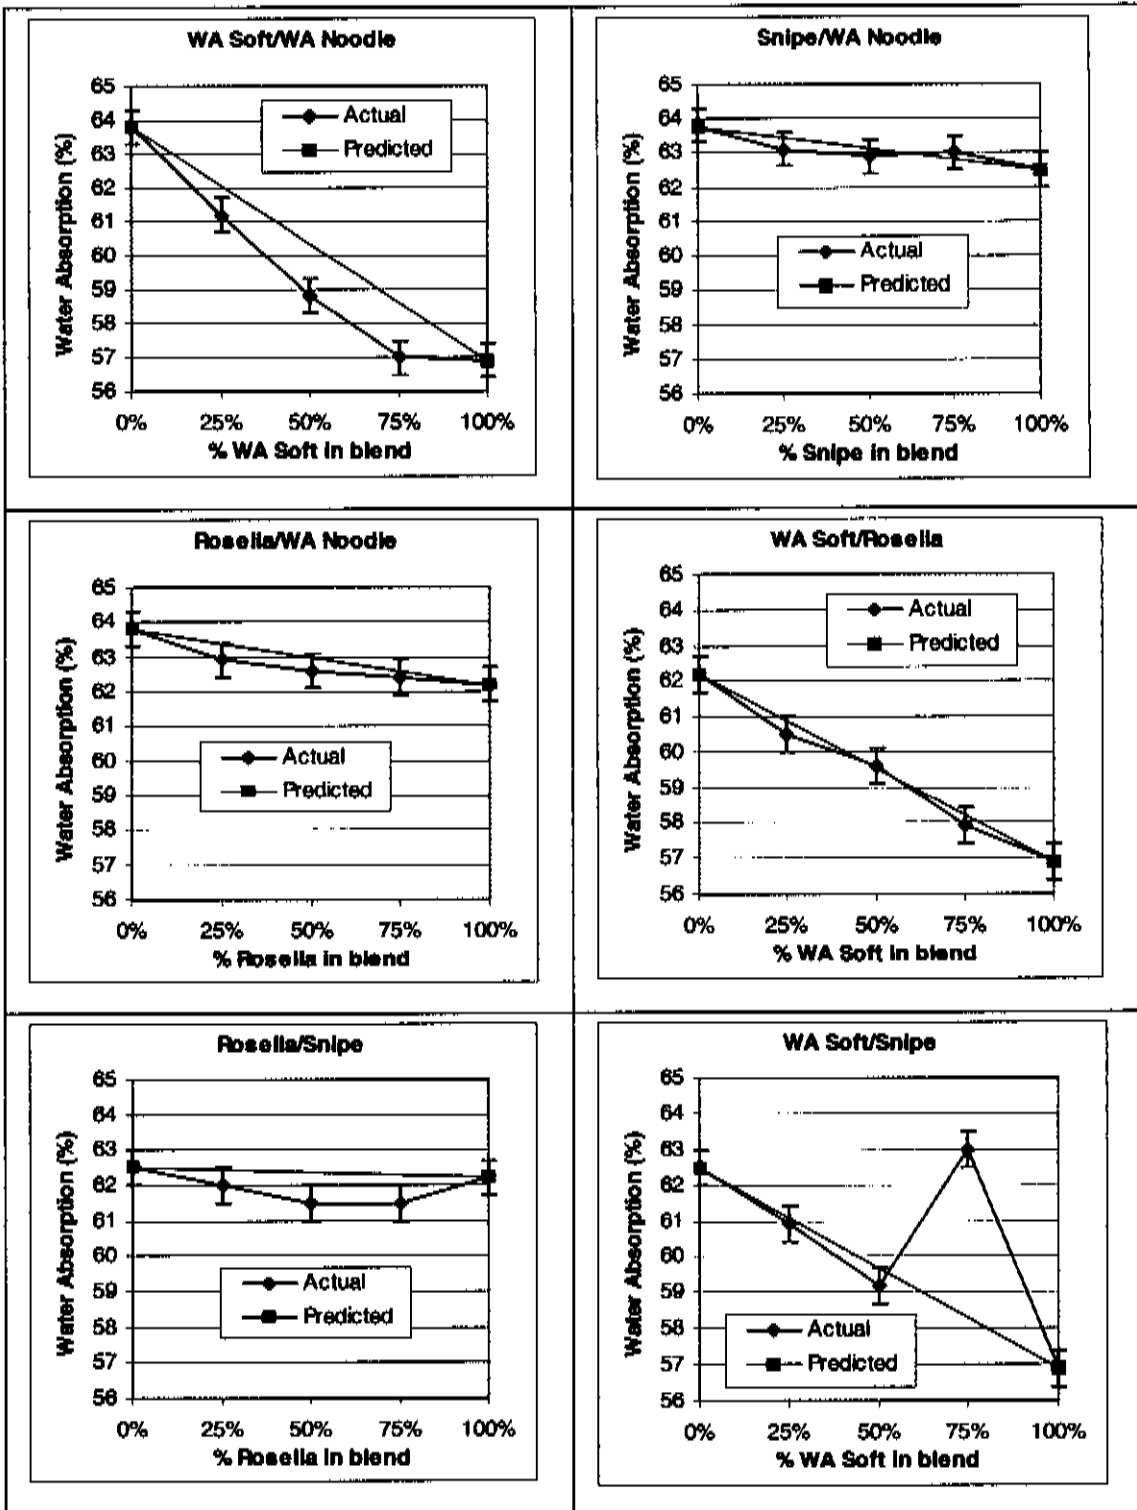 WA Soft/WA Noodle
65
64
63
62
61
60
59
58
57
56
Water Absorption (%)
Actual
Predicted
0% 25% 50% 75% 100%
% WA Soft in blend
Snipe/WA Noodle
65
64
63
62
61
60
59
58
57
56
Water Absorption (%)
Actual
Predicted
0% 25% 50% 75% 100%
% Snipe in blend
Rosella/WA Noodle
65
64
63
62
61
60
59
58
57
56
Water Absorption (%)
Actual
Predicted
0% 25% 50% 75% 100%
% Rosella in blend
WA Soft/Rosella
65
64
63
62
61
60
59
58
57
56
Water Absorption (%)
Actual
Predicted
0% 25% 50% 75% 100%
% WA Soft in blend
Rosella/Snipe
65
64
63
62
61
60
59
58
57
56
Water Absorption (%)
Actual
Predicted
0% 25% 50% 75% 100%
% Rosella in blend
WA Soft/Snipe
65
64
63
62
61
60
59
58
57
56
Water Absorption (%)
Actual
Predicted
0% 25% 50% 75% 100%
% WA Soft in blend